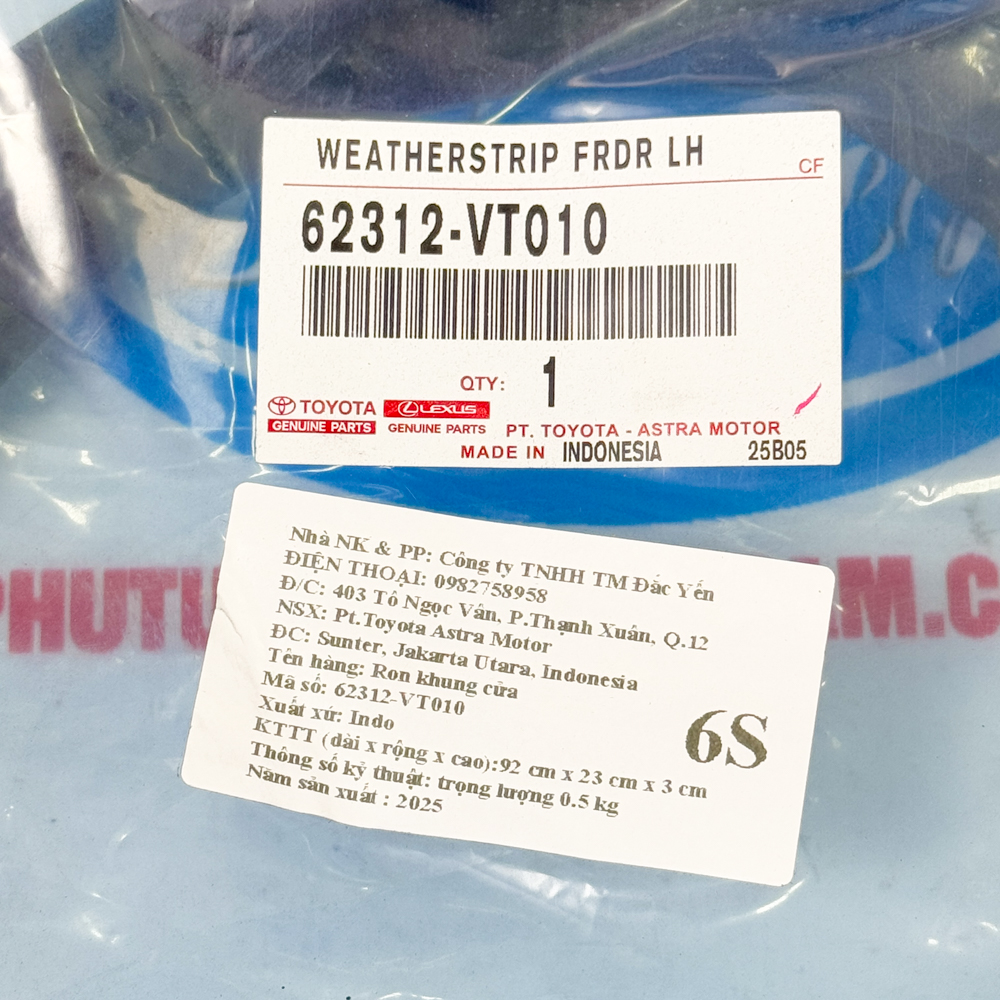 WEATHERSTRIP FRDR LH
CF
62312-VT010
QTY: 1
TOYOTA
GENUINE PARTS
LEXUS
GENUINE PARTS
PT. TOYOTA - ASTRA MOTOR
MADE IN INDONESIA
25B05
Nhà NK & PP: Công ty TNHH TM Đắc Yến
ĐIỆN THOẠI: 0982758958
Đ/C: 403 Tô Ngọc Vân, P.Thạnh Xuân, Q.12
NSX: Pt.Toyota Astra Motor
ĐC: Sunter, Jakarta Utara, Indonesia
Tên hàng: Ron khung cửa
Mã số: 62312-VT010
Xuất xứ: Indo
KTTT (dài x rộng x cao):92 cm x 23 cm x 3 cm
Thông số kỹ thuật: trọng lượng 0.5 kg
Năm sản xuất : 2025
6S
PHUTU
AM.C